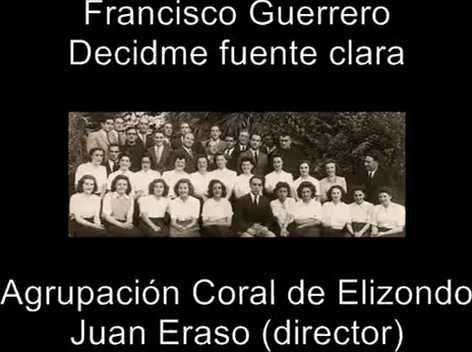 Francisco Guerrero
Decidme fuente clara
Agrupación Coral de Elizondo
Juan Eraso (director)